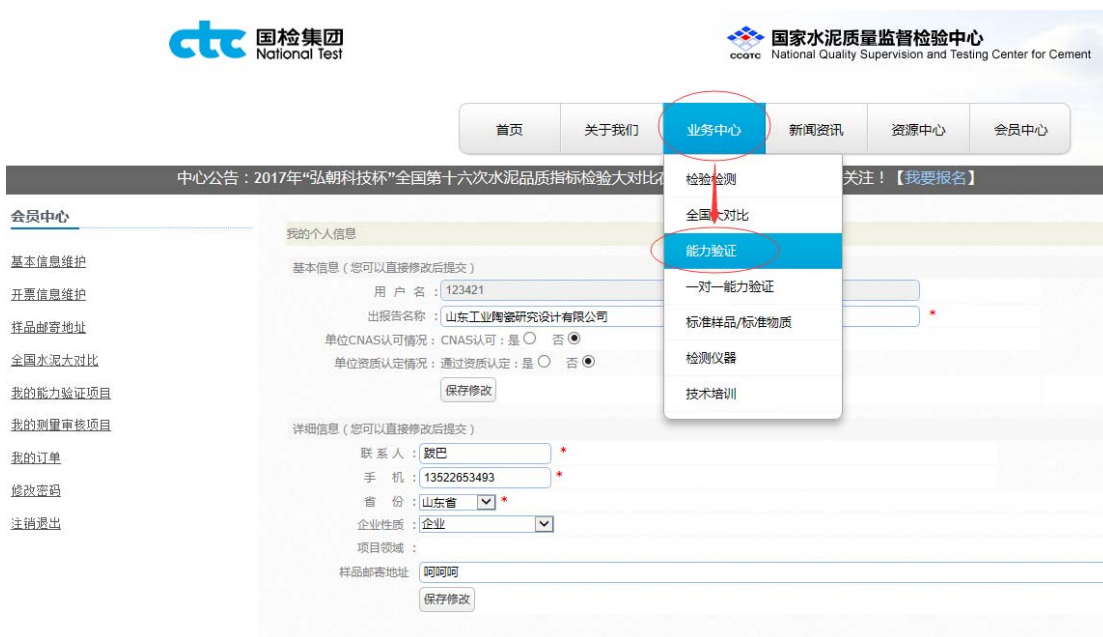 ctc 国检集团
National Test
CCQTC 国家水泥质量监督检验中心
National Quality Supervision and Testing Center for Cement
首页 关于我们 业务中心 新闻资讯 资源中心 会员中心
中心公告：2017年“弘朝科技杯”全国第十六次水泥品质指标检验大对比 关注！【我要报名】
检验检测
全国大对比
能力验证
一对一能力验证
标准样品/标准物质
检测仪器
技术培训
会员中心
基本信息维护
开票信息维护
样品邮寄地址
全国水泥大对比
我的能力验证项目
我的测量审核项目
我的订单
修改密码
注销退出
我的个人信息
基本信息（您可以直接修改后提交）
用 户 名 ：123421
出报告名称 ：山东工业陶瓷研究设计有限公司 *
单位CNAS认可情况：CNAS认可：是 否
单位资质认定情况：通过资质认定：是 否
保存修改
详细信息（您可以直接修改后提交）
联 系 人 ：跋巴 *
手 机 ：13522653493 *
省 份 ：山东省 *
企业性质 ：企业
项目领域 ：
样品邮寄地址 呵呵呵
保存修改